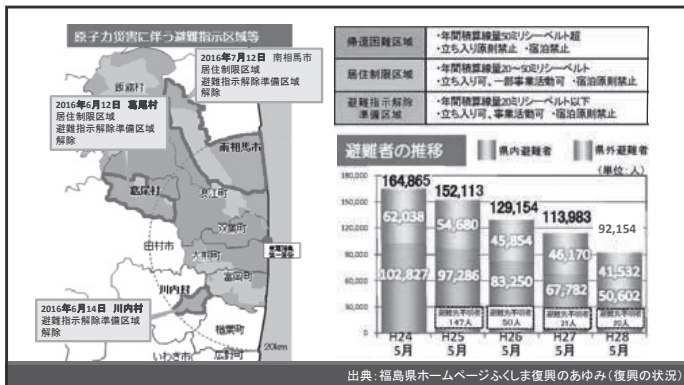 原子力災害に伴う避難指示区域等
2016年7月12日 南相馬市
居住制限区域
避難指示解除準備区域
解除
飯舘村
2016年6月12日 葛尾村
居住制限区域
避難指示解除準備区域
解除
南相馬市
葛尾村
浪江町
双葉町
田村市
大熊町
富岡町
川内村
2016年6月14日 川内村
避難指示解除準備区域
解除
楢葉町
いわき市
広野町
20km
帰還困難区域
・年間積算線量50ミリシーベルト超
・立ち入り原則禁止 ・宿泊禁止
居住制限区域
・年間積算線量20～50ミリシーベルト
・立ち入り可、一部事業活動可 ・宿泊原則禁止
避難指示解除
準備区域
・年間積算線量20ミリシーベルト以下
・立ち入り可、事業活動可 ・宿泊原則禁止
避難者の推移
県内避難者
県外避難者
(単位:人)
180,000
150,000
120,000
90,000
60,000
30,000
0
164,865
152,113
129,154
113,983
92,154
62,038
54,680
45,854
46,170
41,532
102,827
97,286
83,250
67,782
50,602
避難先不明者
147人
避難先不明者
50人
避難先不明者
31人
避難先不明者
20人
H24
5月
H25
5月
H26
5月
H27
5月
H28
5月
出典:福島県ホームページふくしま復興のあゆみ(復興の状況)